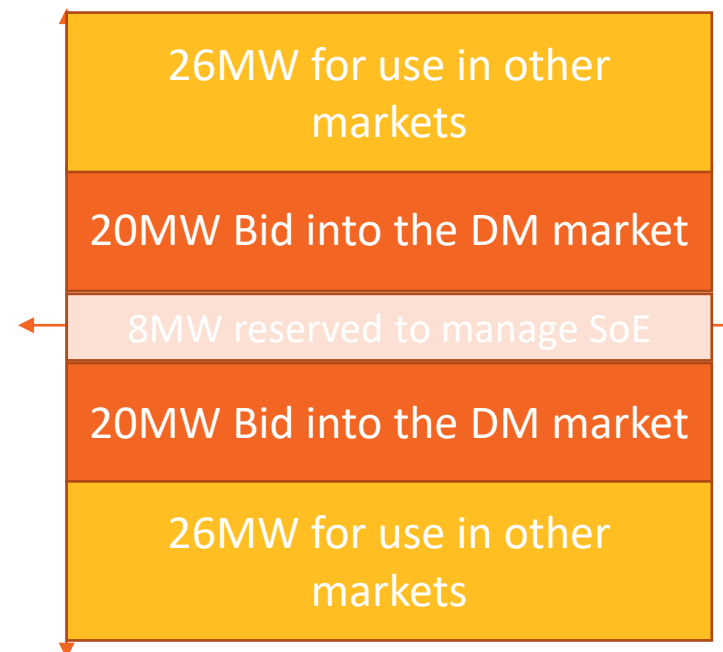 26MW for use in other
markets
20MW Bid into the DM market
8MW reserved to manage SoE
20MW Bid into the DM market
26MW for use in other
markets